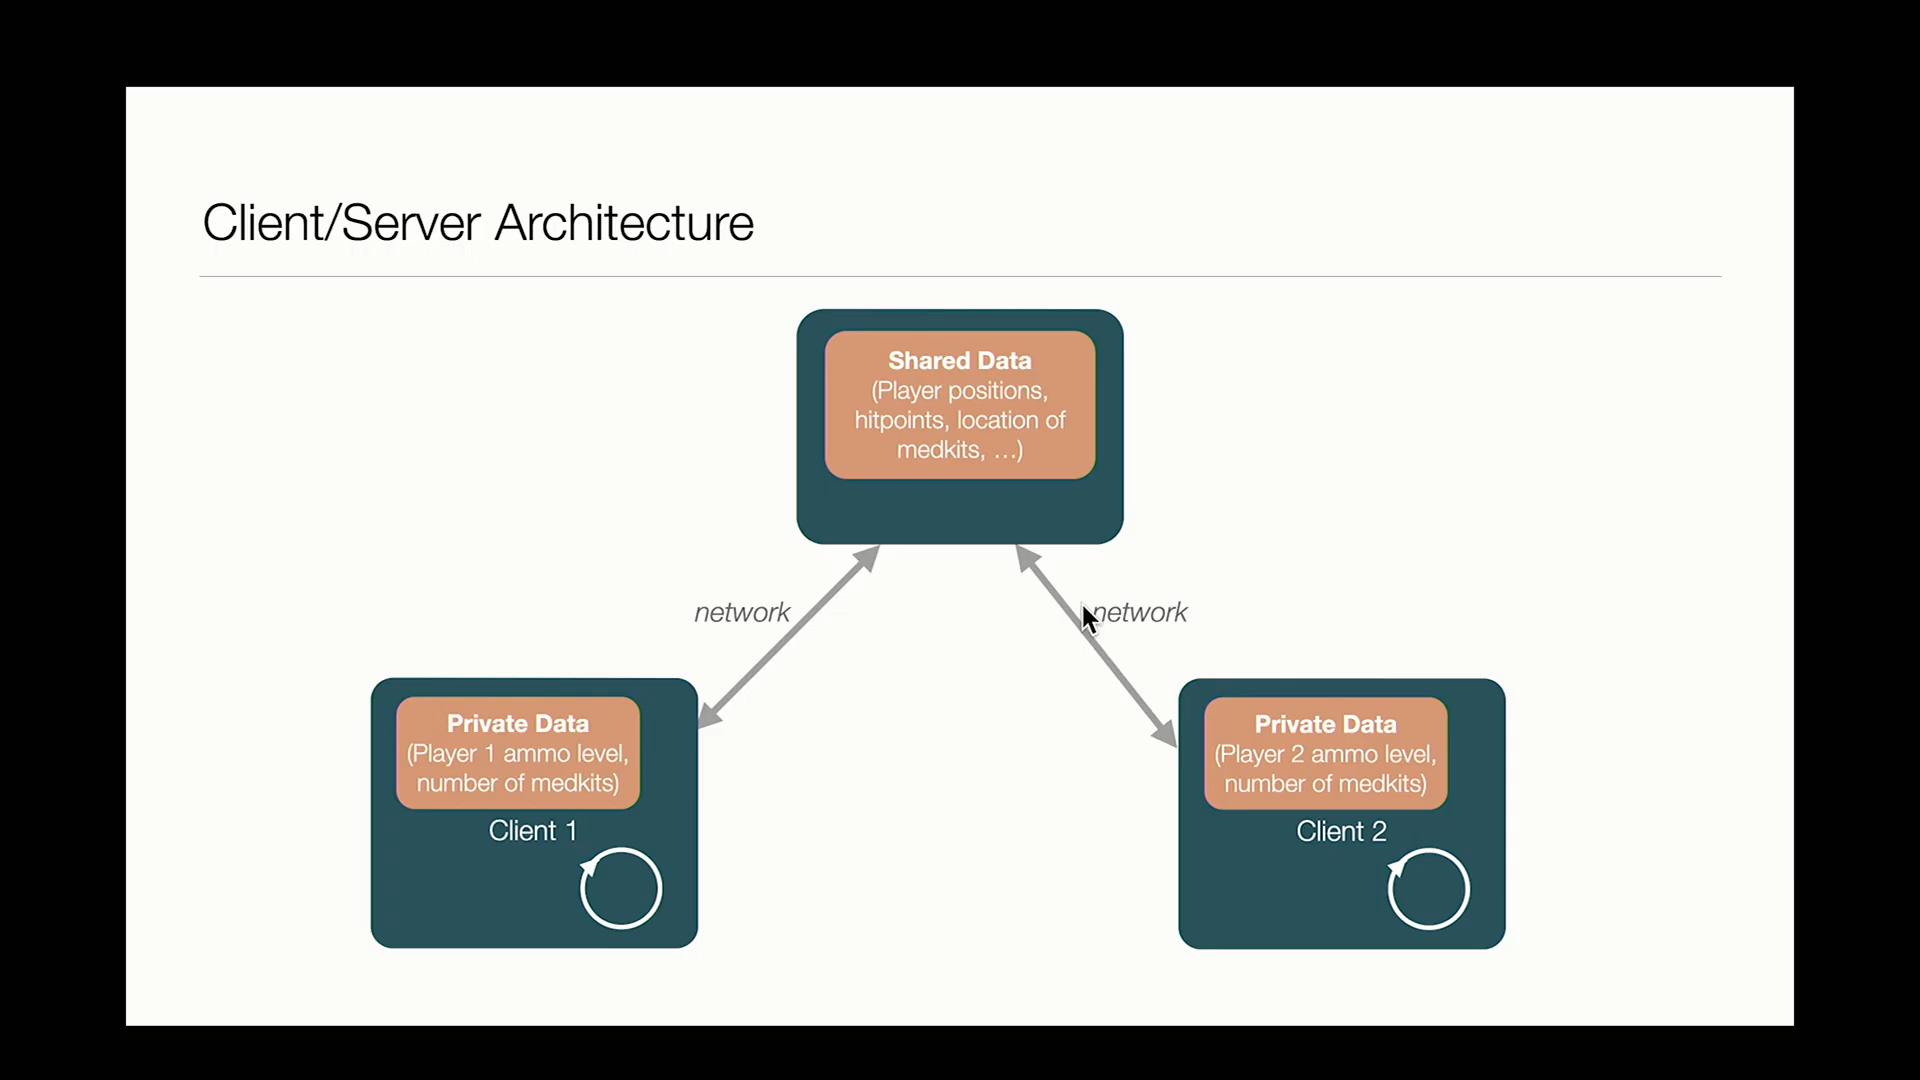 Client/Server Architecture
Shared Data
(Player positions,
hitpoints, location of
medkits, …)
network
network
Private Data
(Player 1 ammo level,
number of medkits)
Client 1
Private Data
(Player 2 ammo level,
number of medkits)
Client 2